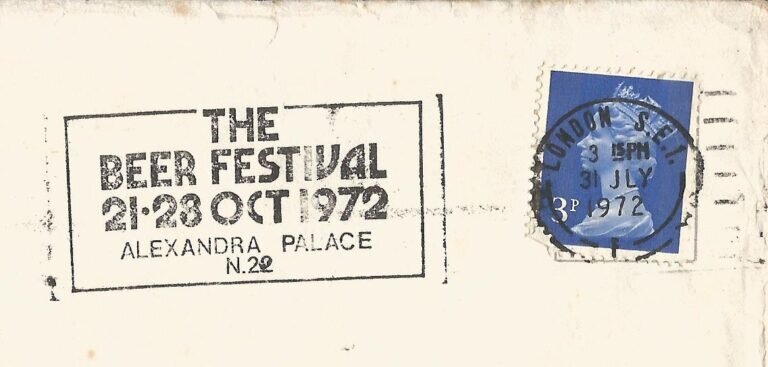 THE
BEER FESTIVAL
21·28 OCT 1972
ALEXANDRA PALACE
N.22
LONDON S.E.1.
3 15PM
31 JLY
1972
3P